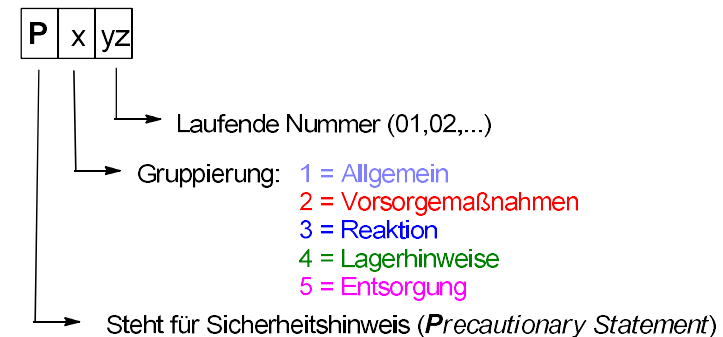 P x yz
Laufende Nummer (01,02,...)
Gruppierung: 1 = Allgemein
2 = Vorsorgemaßnahmen
3 = Reaktion
4 = Lagerhinweise
5 = Entsorgung
Steht für Sicherheitshinweis (Precautionary Statement)